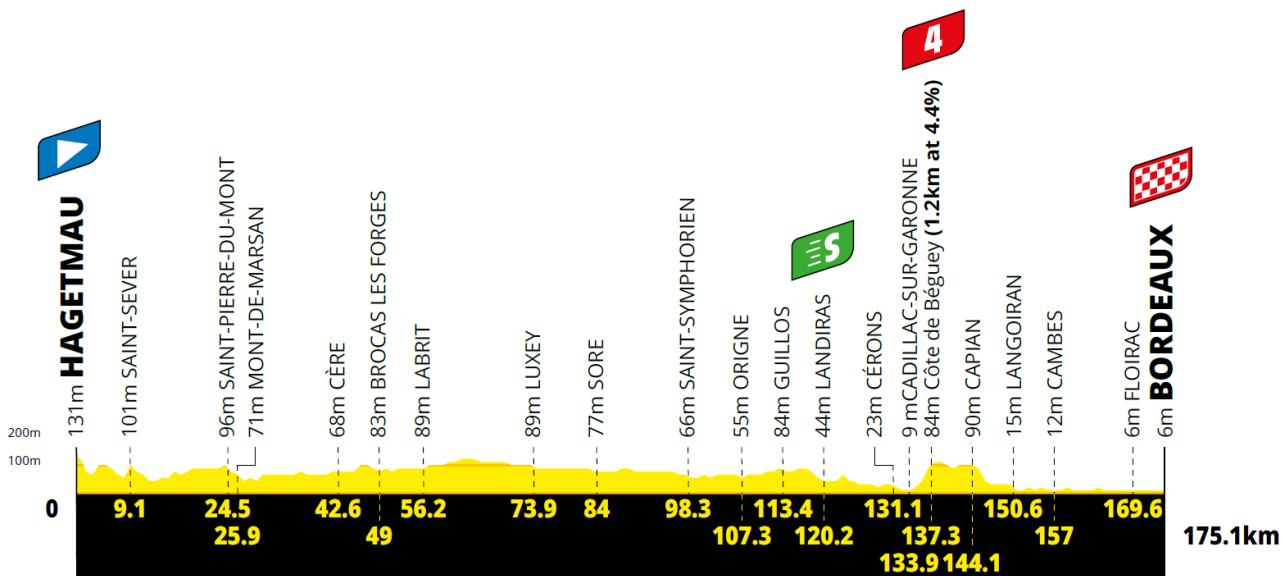 4
S
131m HAGETMAU
101m SAINT-SEVER
96m SAINT-PIERRE-DU-MONT
71m MONT-DE-MARSAN
68m CÈRE
83m BROCAS LES FORGES
89m LABRIT
89m LUXEY
77m SORE
66m SAINT-SYMPHORIEN
55m ORIGNE
84m GUILLOS
44m LANDIRAS
23m CÉRONS
9 mCADILLAC-SUR-GARONNE
84m Côte de Béguey (1.2km at 4.4%)
90m CAPIAN
15m LANGOIRAN
12m CAMBES
6m FLOIRAC
6m BORDEAUX
200m
100m
0 9.1 24.5 42.6 56.2 73.9 84 98.3 113.4 131.1 150.6 169.6
25.9 49 107.3 120.2 137.3 157 175.1km
133.9 144.1